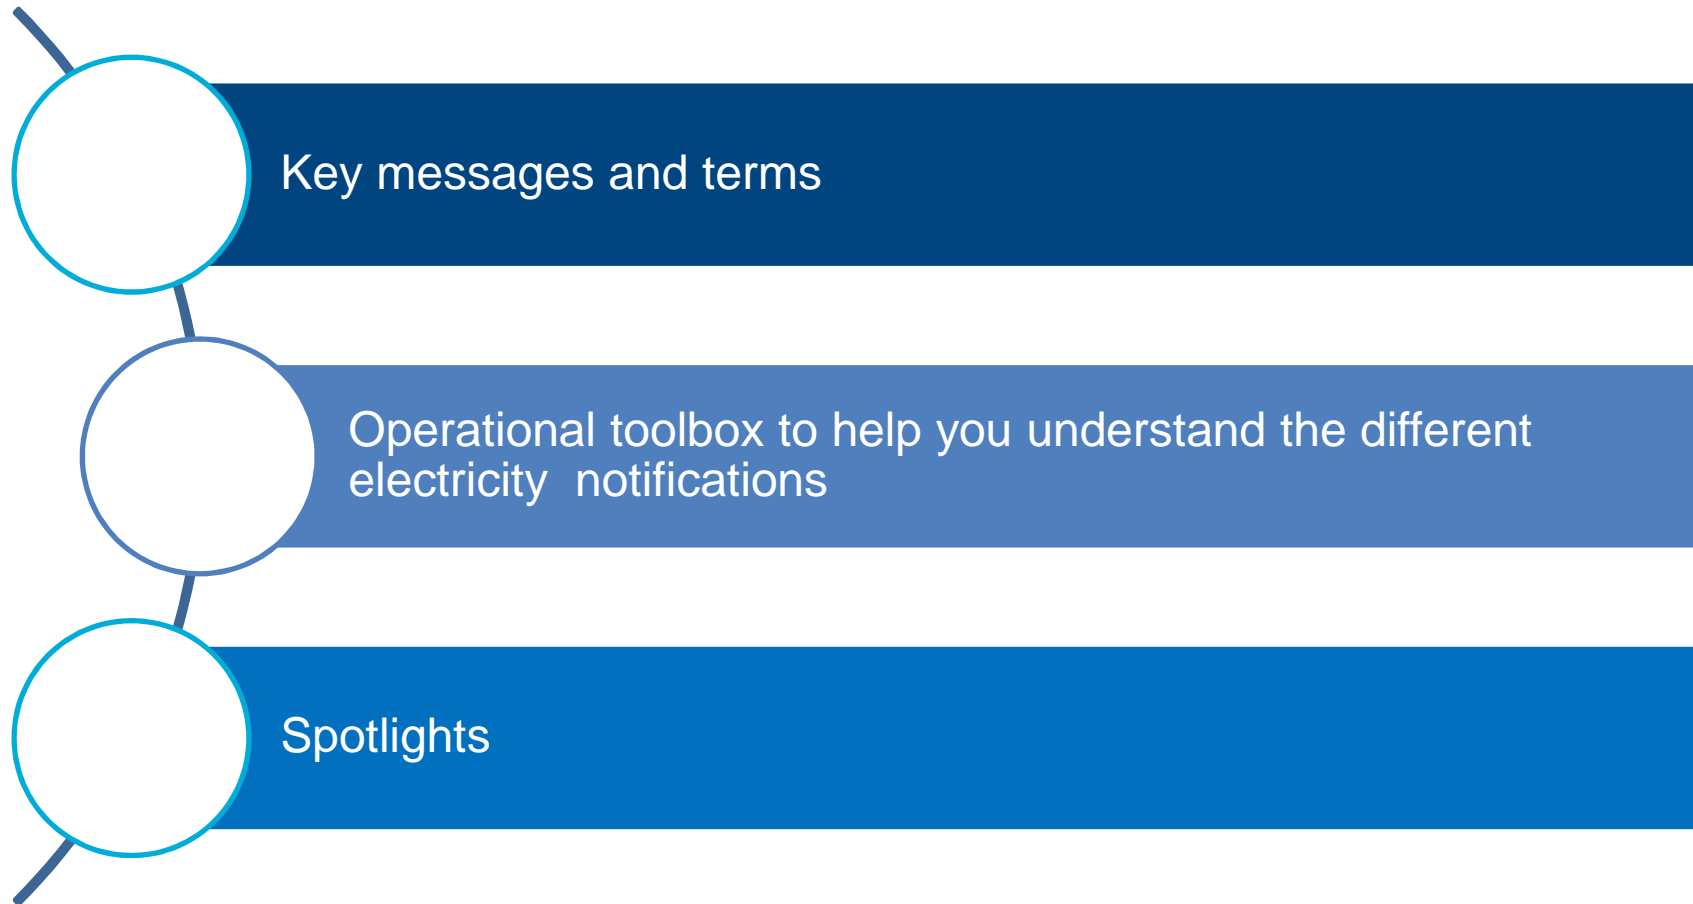 Key messages and terms
Operational toolbox to help you understand the different
electricity  notifications
Spotlights